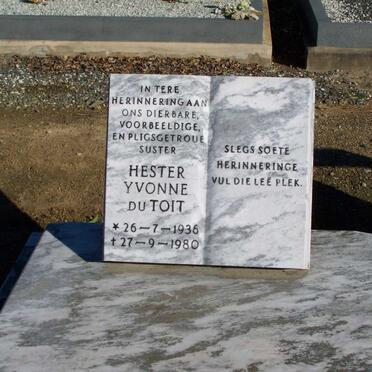 IN TERE
HERINNERING AAN
ONS DIERBARE,
VOORBEELDIGE,
EN PLIGSGETROUE
SUSTER
HESTER
YVONNE
DU TOIT
* 26-7-1936
† 27-9-1980
SLEGS SOETE
HERINNERINGE
VUL DIE LEË PLEK.